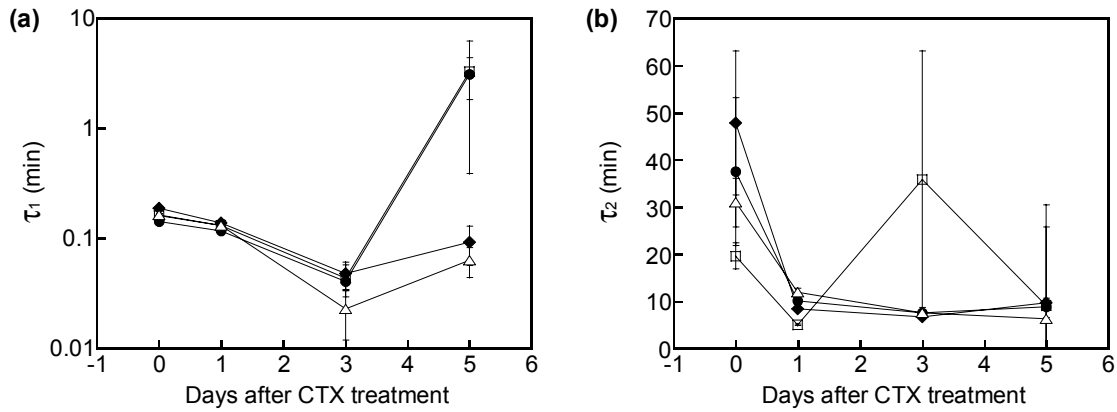 (a)
τ1 (min)
10
1
0.1
0.01
-1 0 1 2 3 4 5 6
Days after CTX treatment
(b)
τ2 (min)
70
60
50
40
30
20
10
0
-1 0 1 2 3 4 5 6
Days after CTX treatment